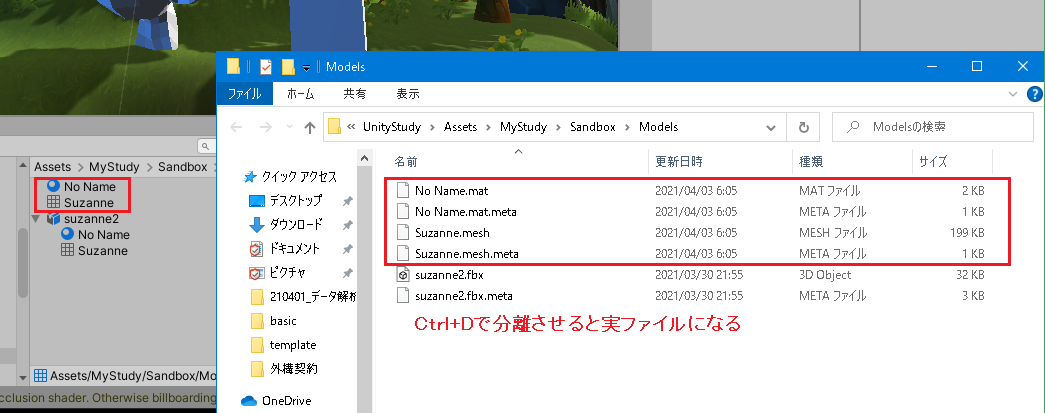 Models
ファイル ホーム 共有 表示
« UnityStudy › Assets › MyStudy › Sandbox › Models
Modelsの検索
Assets › MyStudy › Sandbox ›
No Name
Suzanne
suzanne2
No Name
Suzanne
Assets/MyStudy/Sandbox/Mo
cclusion shader. Otherwise billboarding
クイック アクセス
デスクトップ
ダウンロード
ドキュメント
ピクチャ
210401_データ解析
basic
template
外構契約
OneDrive
名前 更新日時 種類 サイズ
No Name.mat 2021/04/03 6:05 MAT ファイル 2 KB
No Name.mat.meta 2021/04/03 6:05 META ファイル 1 KB
Suzanne.mesh 2021/04/03 6:05 MESH ファイル 199 KB
Suzanne.mesh.meta 2021/04/03 6:05 META ファイル 1 KB
suzanne2.fbx 2021/03/30 21:55 3D Object 32 KB
suzanne2.fbx.meta 2021/03/30 21:55 META ファイル 3 KB
Ctrl+Dで分離させると実ファイルになる